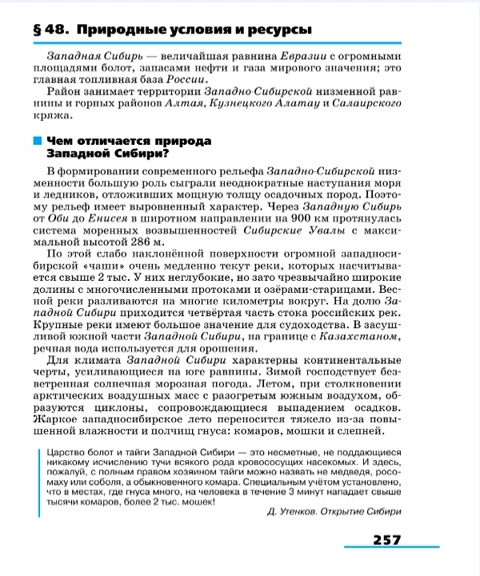 § 48. Природные условия и ресурсы
Западная Сибирь — величайшая равнина Евразии с огромными
площадями болот, запасами нефти и газа мирового значения; это
главная топливная база России.
Район занимает территории Западно-Сибирской низменной рав-
нины и горных районов Алтая, Кузнецкого Алатау и Салаирского
кряжа.
Чем отличается природа
Западной Сибири?
В формировании современного рельефа Западно-Сибирской низ-
менности большую роль сыграли неоднократные наступания моря
и ледников, отложивших мощную толщу осадочных пород. Поэто-
му рельеф имеет выровненный характер. Через Западную Сибирь
от Оби до Енисея в широтном направлении на 900 км протянулась
система моренных возвышенностей Сибирские Увалы с макси-
мальной высотой 286 м.
По этой слабо наклонённой поверхности огромной западноси-
бирской «чаши» очень медленно текут реки, которых насчитыва-
ется свыше 2 тыс. У них неглубокие, но зато чрезвычайно широкие
долины с многочисленными протоками и озёрами-старицами. Вес-
ной реки разливаются на многие километры вокруг. На долю За-
падной Сибири приходится четвёртая часть стока российских рек.
Крупные реки имеют большое значение для судоходства. В засуш-
ливой южной части Западной Сибири, на границе с Казахстаном,
речная вода используется для орошения.
Для климата Западной Сибири характерны континентальные
черты, усиливающиеся на юге равнины. Зимой господствует без-
ветренная солнечная морозная погода. Летом, при столкновении
арктических воздушных масс с разогретым южным воздухом, об-
разуются циклоны, сопровождающиеся выпадением осадков.
Жаркое западносибирское лето переносится тяжело из-за повы-
шенной влажности и полчищ гнуса: комаров, мошки и слепней.
Царство болот и тайги Западной Сибири — это несметные, не поддающиеся
никакому исчислению тучи всякого рода кровососущих насекомых. И здесь,
пожалуй, с полным правом хозяином тайги можно назвать не медведя, росо-
маху или соболя, а обыкновенного комара. Специальным учётом установлено,
что в местах, где гнуса много, на человека в течение 3 минут нападает свыше
тысячи комаров, более 2 тыс. мошек!
Д. Утенков. Открытие Сибири
257